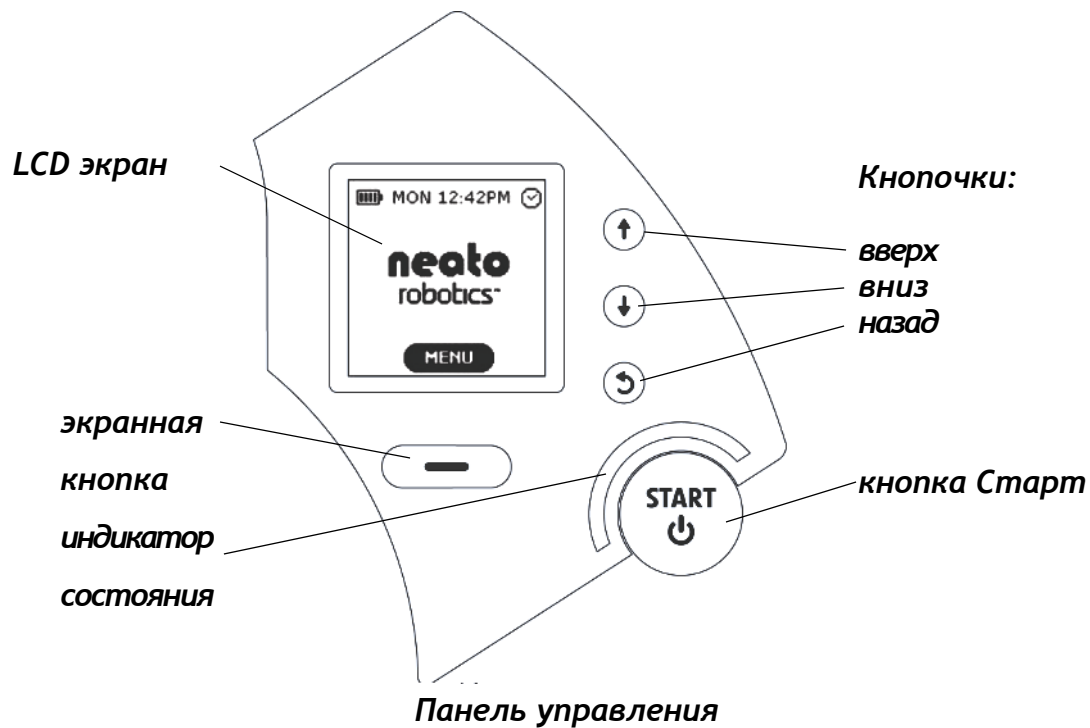 LCD экран
MON 12:42PM
neato
robotics™
MENU
Кнопочки:
вверх
вниз
назад
экранная
кнопка
индикатор
состояния
START
кнопка Старт
Панель управления